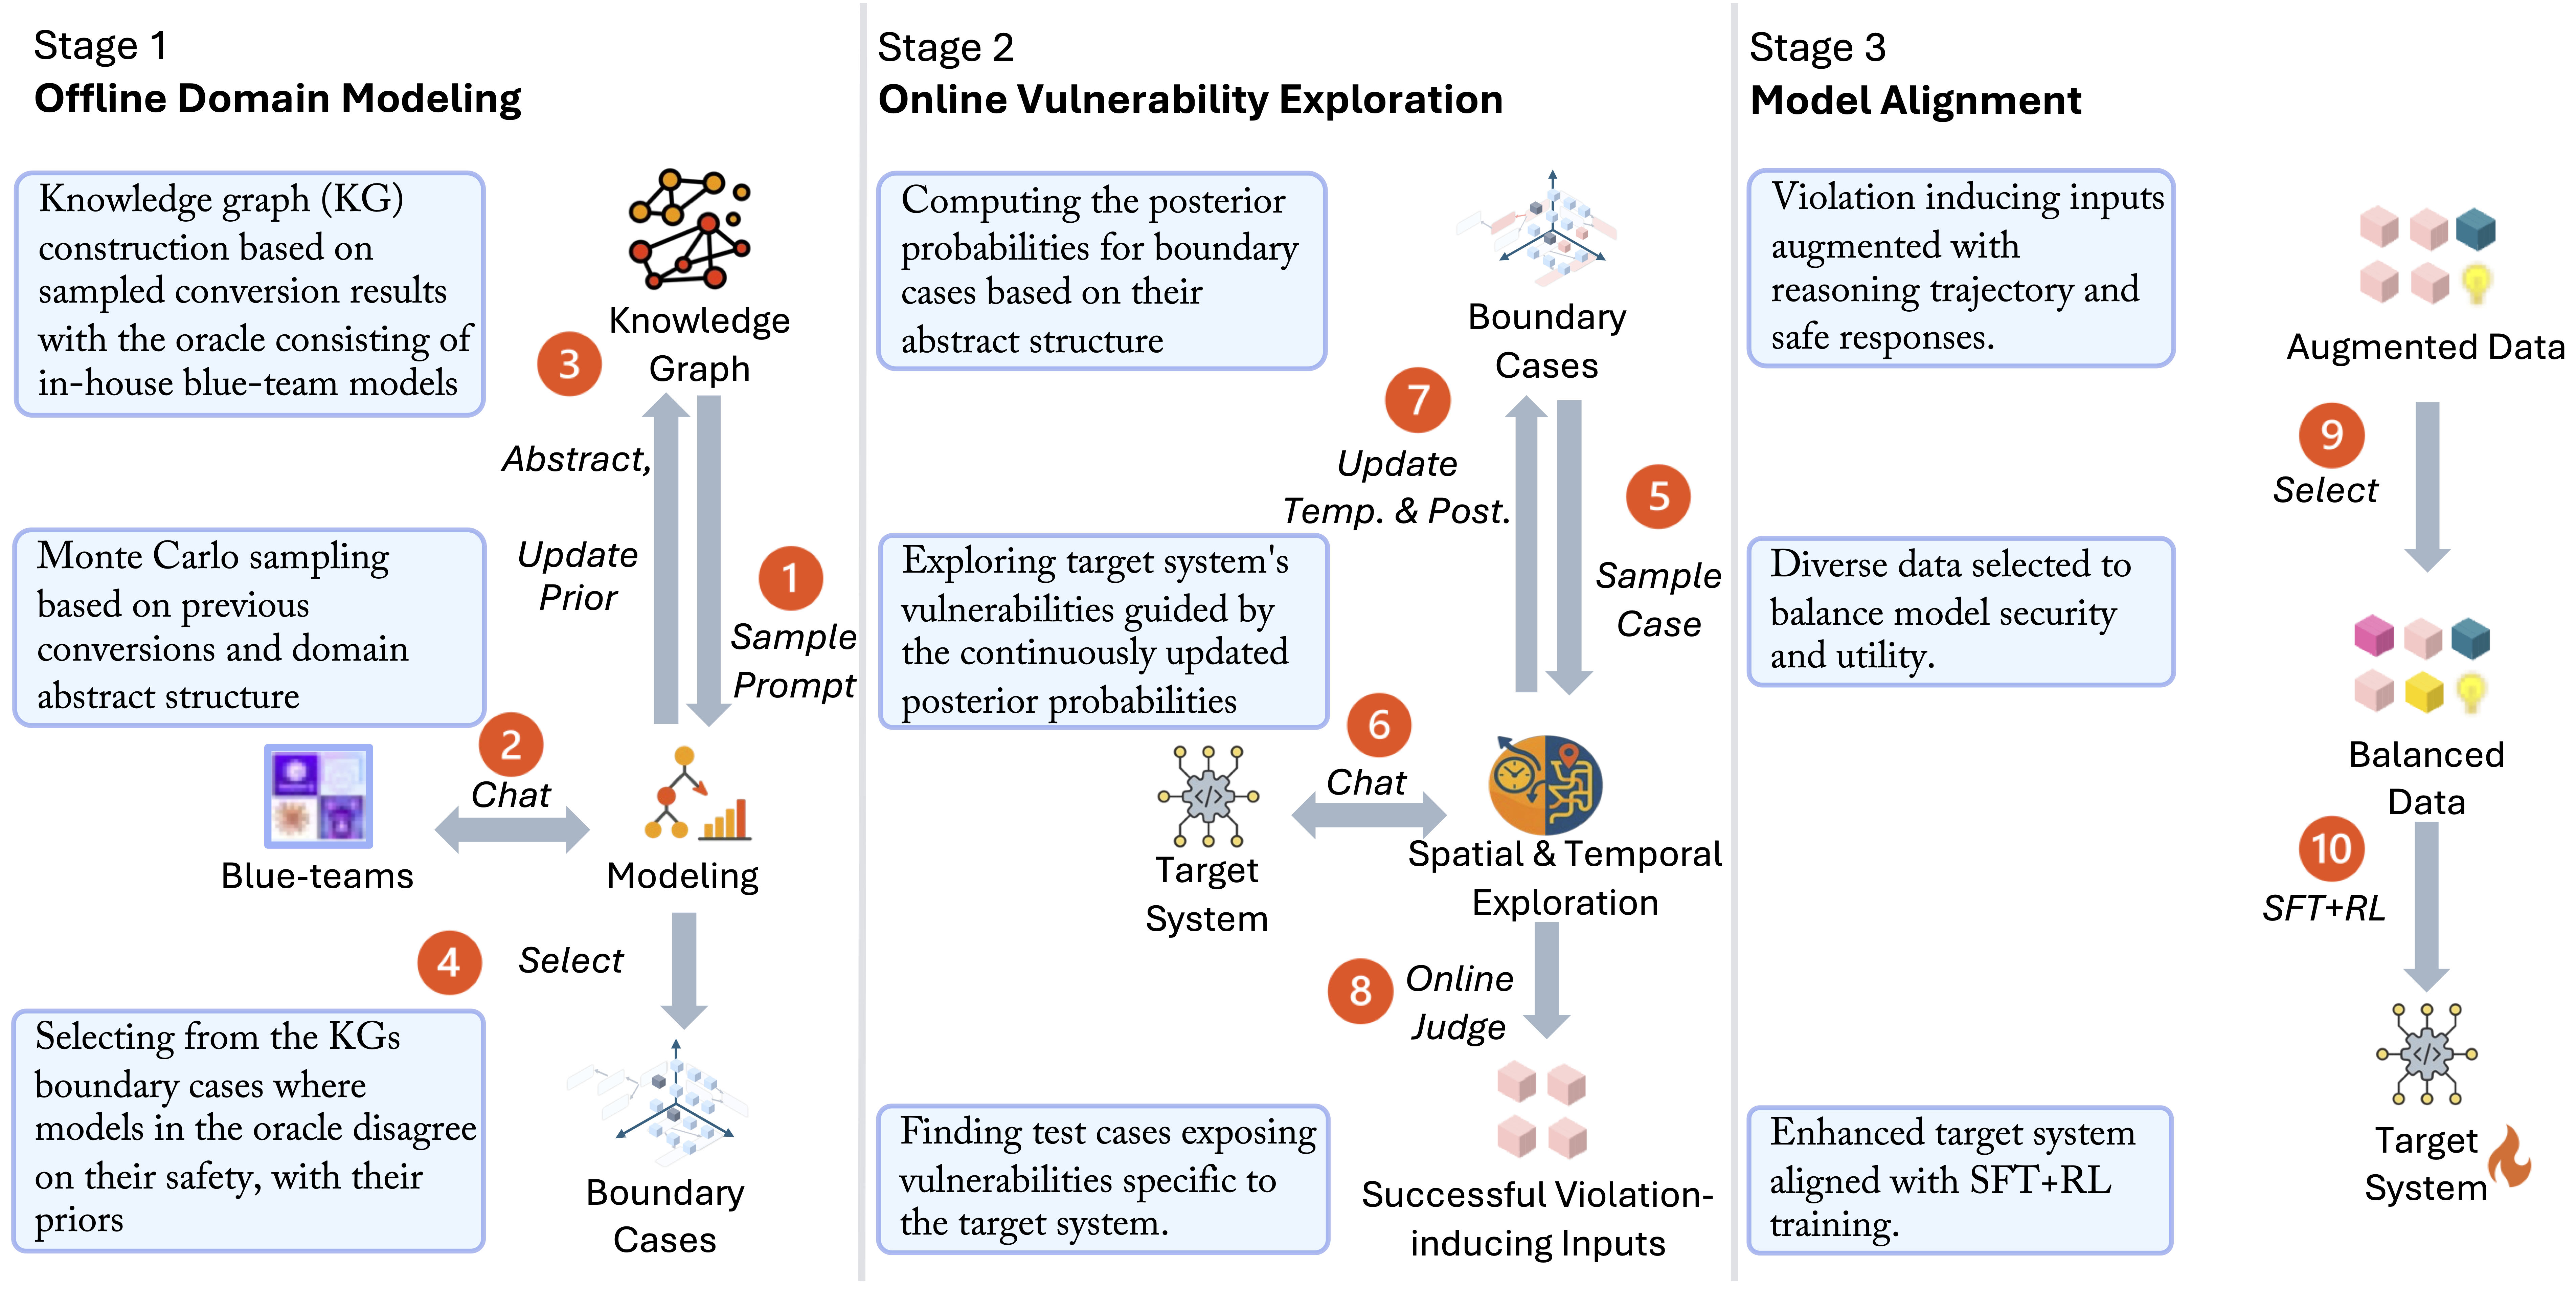 Stage 1
Offline Domain Modeling
Knowledge graph (KG)
construction based on
sampled conversion results
with the oracle consisting of
in-house blue-team models
Knowledge
Graph
3
Abstract,
Update
Prior
1
Sample
Prompt
Monte Carlo sampling
based on previous
conversions and domain
abstract structure
2
Chat
Blue-teams
Modeling
4
Select
Selecting from the KGs
boundary cases where
models in the oracle disagree
on their safety, with their
priors
Boundary
Cases
Stage 2
Online Vulnerability Exploration
Computing the posterior
probabilities for boundary
cases based on their
abstract structure
Boundary
Cases
7
Update
Temp. & Post.
5
Sample
Case
Exploring target system's
vulnerabilities guided by
the continuously updated
posterior probabilities
6
Chat
Target
System
Spatial & Temporal
Exploration
8
Online
Judge
Finding test cases exposing
vulnerabilities specific to
the target system.
Successful Violation-
inducing Inputs
Stage 3
Model Alignment
Violation inducing inputs
augmented with
reasoning trajectory and
safe responses.
Augmented Data
9
Select
Diverse data selected to
balance model security
and utility.
Balanced
Data
10
SFT+RL
Enhanced target system
aligned with SFT+RL
training.
Target
System